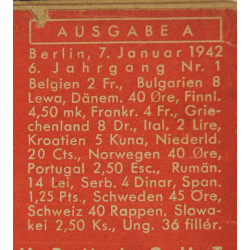 AUSGABE A
Berlin, 7. Januar 1942
6. Jahrgang Nr. 1
Belgien 2 Fr., Bulgarien 8
Lewa, Dänem. 40 Öre, Finnl.
4,50 mk, Frankr. 4 Fr., Grie-
chenland 8 Dr., Ital. 2 Lire,
Kroatien 5 Kuna, Niederld.
20 Cts., Norwegen 40 Öre,
Portugal 2,50 Esc., Rumän.
14 Lei, Serb. 4 Dinar, Span.
1,25 Pts., Schweden 45 Öre,
Schweiz 40 Rappen, Slowa-
kei 2,50 Ks., Ung. 36 fillér.